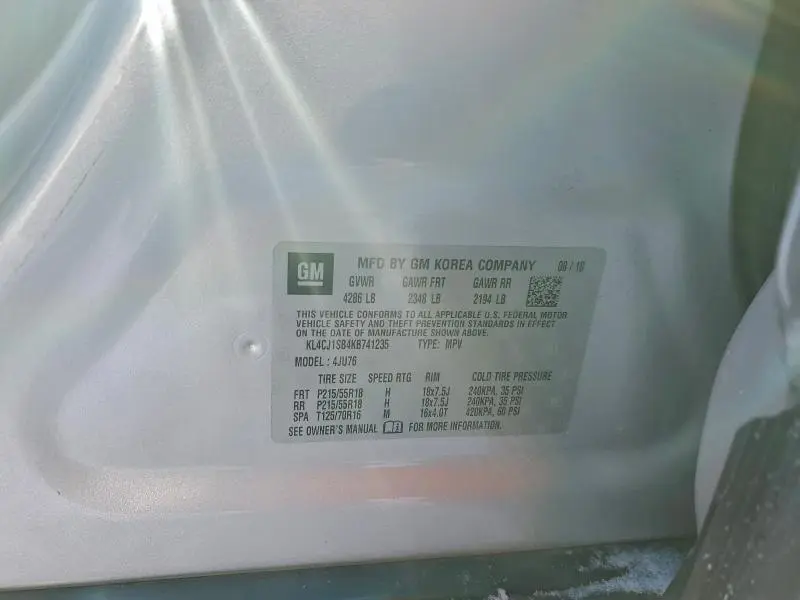 GM
MFD BY GM KOREA COMPANY 08 / 18
GVWR GAWR FRT GAWR RR
4286 LB 2348 LB 2194 LB
THIS VEHICLE CONFORMS TO ALL APPLICABLE U.S. FEDERAL MOTOR
VEHICLE SAFETY AND THEFT PREVENTION STANDARDS IN EFFECT
ON THE DATE OF MANUFACTURE SHOWN ABOVE.
KL4CJ1SB4KB741235 TYPE: MPV
MODEL : 4JU76
TIRE SIZE SPEED RTG RIM COLD TIRE PRESSURE
FRT P215/55R18 H 18x7.5J 240KPA, 35 PSI
RR P215/55R18 H 18x7.5J 240KPA, 35 PSI
SPA T125/70R16 M 16x4.0T 420KPA, 60 PSI
SEE OWNER'S MANUAL FOR MORE INFORMATION.